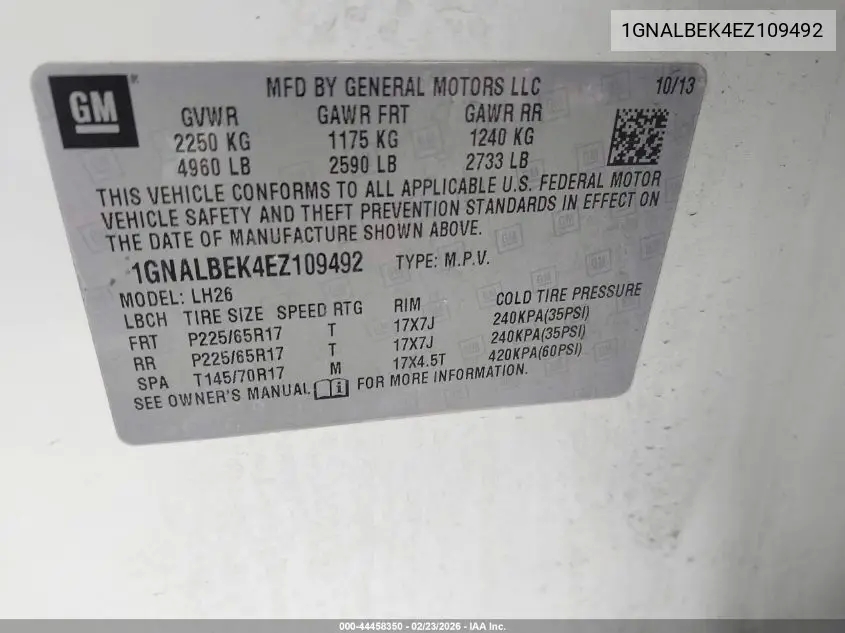 1GNALBEK4EZ109492
GM® MFD BY GENERAL MOTORS LLC 10/13
GVWR GAWR FRT GAWR RR
2250 KG 1175 KG 1240 KG
4960 LB 2590 LB 2733 LB
THIS VEHICLE CONFORMS TO ALL APPLICABLE U.S. FEDERAL MOTOR
VEHICLE SAFETY AND THEFT PREVENTION STANDARDS IN EFFECT ON
THE DATE OF MANUFACTURE SHOWN ABOVE.
1GNALBEK4EZ109492 TYPE: M.P.V.
MODEL: LH26
LBCH TIRE SIZE SPEED RTG RIM COLD TIRE PRESSURE
FRT P225/65R17 T 17X7J 240KPA(35PSI)
RR P225/65R17 T 17X7J 240KPA(35PSI)
SPA T145/70R17 M 17X4.5T 420KPA(60PSI)
SEE OWNER'S MANUAL FOR MORE INFORMATION.
000-44458350 - 02/23/2026 - IAA Inc.